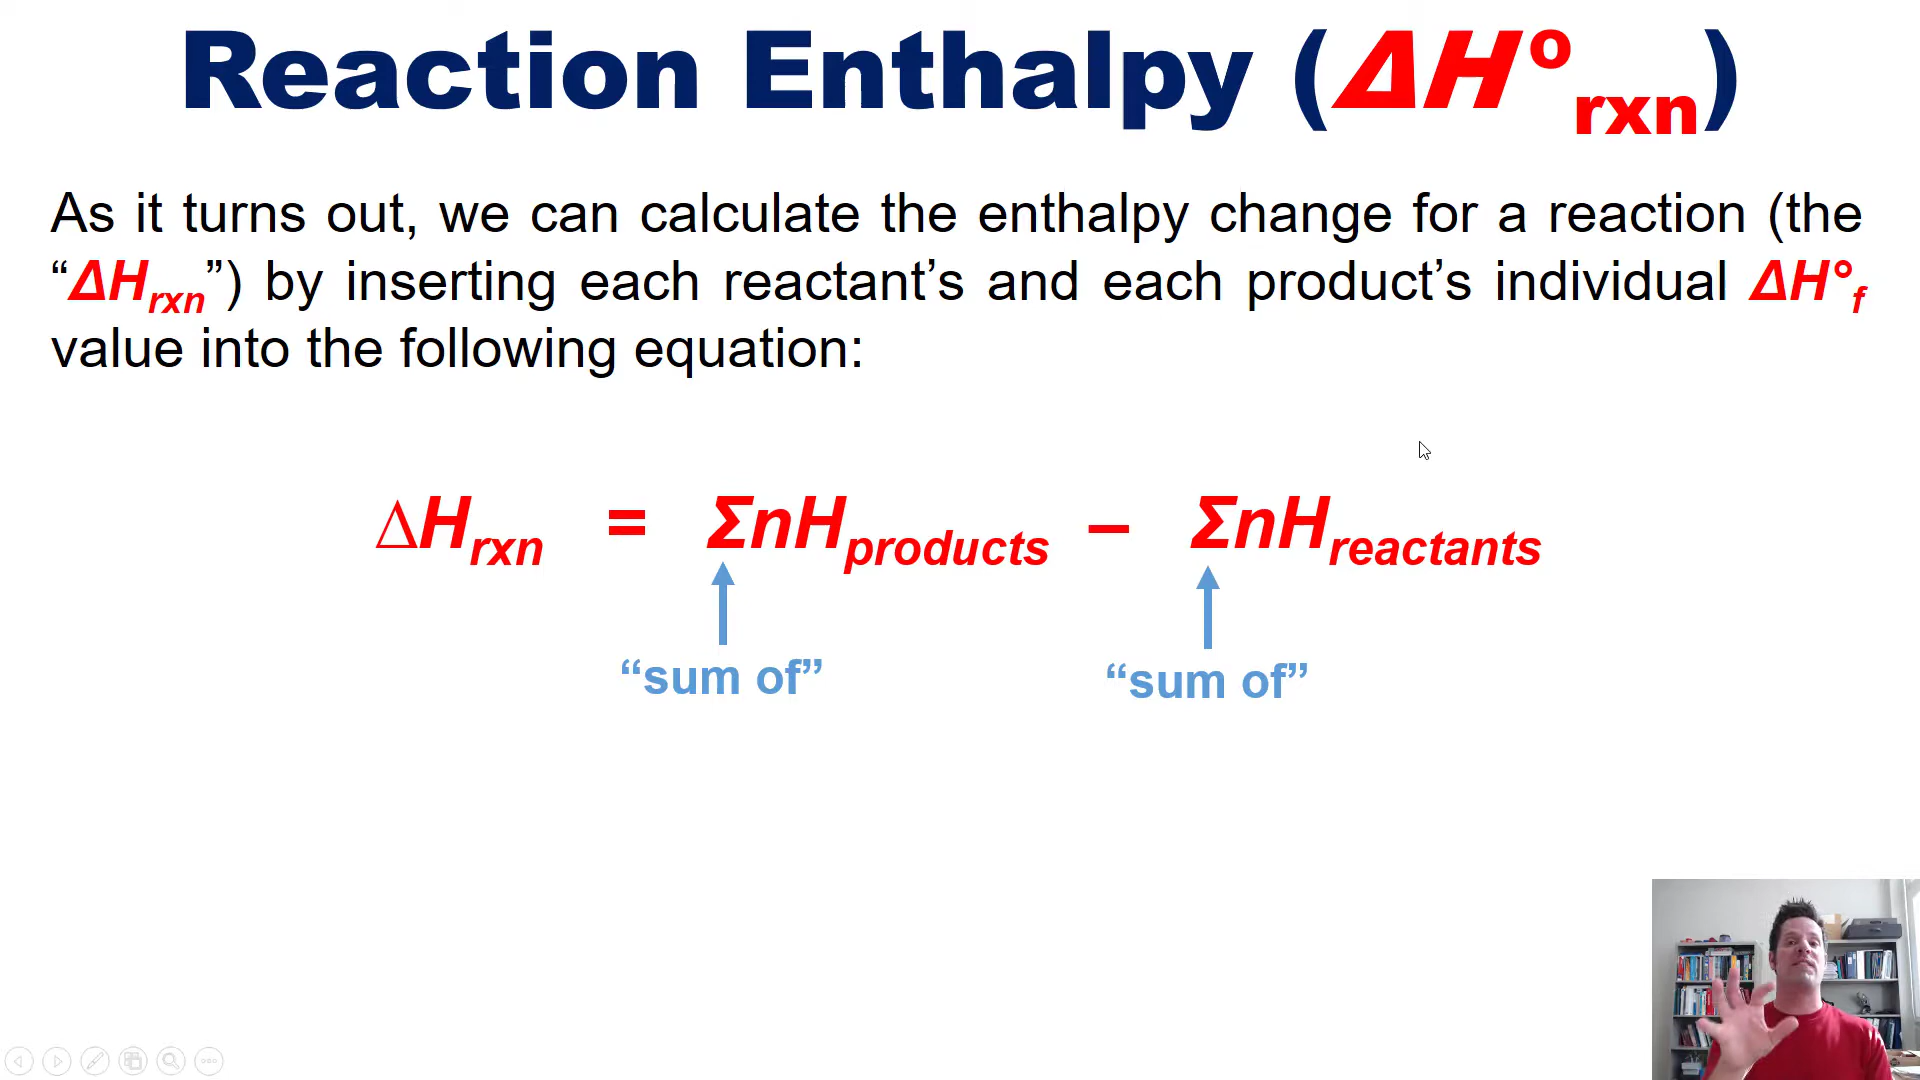 Reaction Enthalpy (ΔH°rxn)
As it turns out, we can calculate the enthalpy change for a reaction (the
“ΔHrxn”) by inserting each reactant’s and each product’s individual ΔH°f
value into the following equation:
ΔHrxn = ΣnHproducts – ΣnHreactants
“sum of” “sum of”